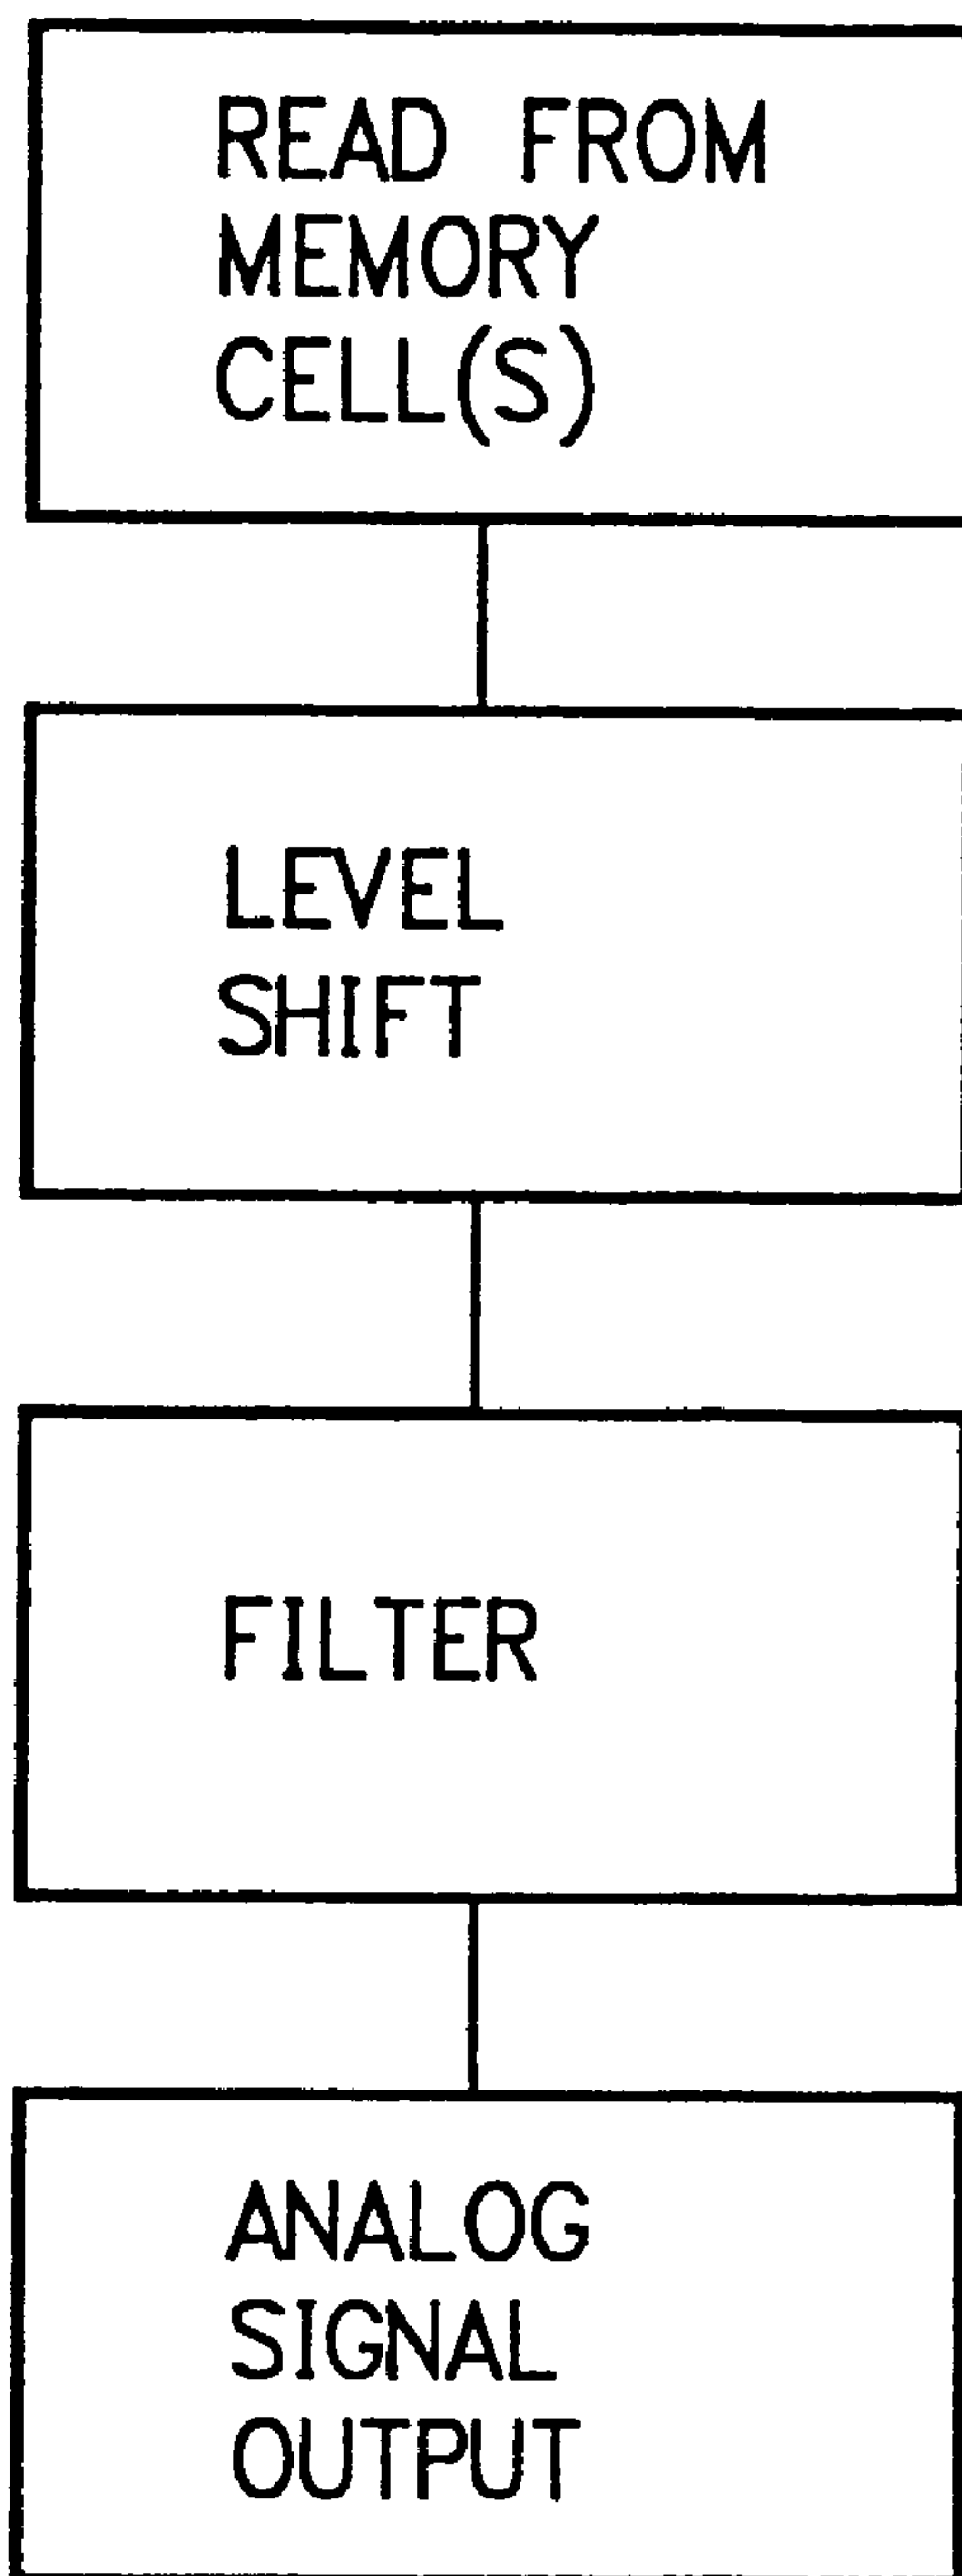 READ FROM
MEMORY
CELL(S)
LEVEL
SHIFT
FILTER
ANALOG
SIGNAL
OUTPUT